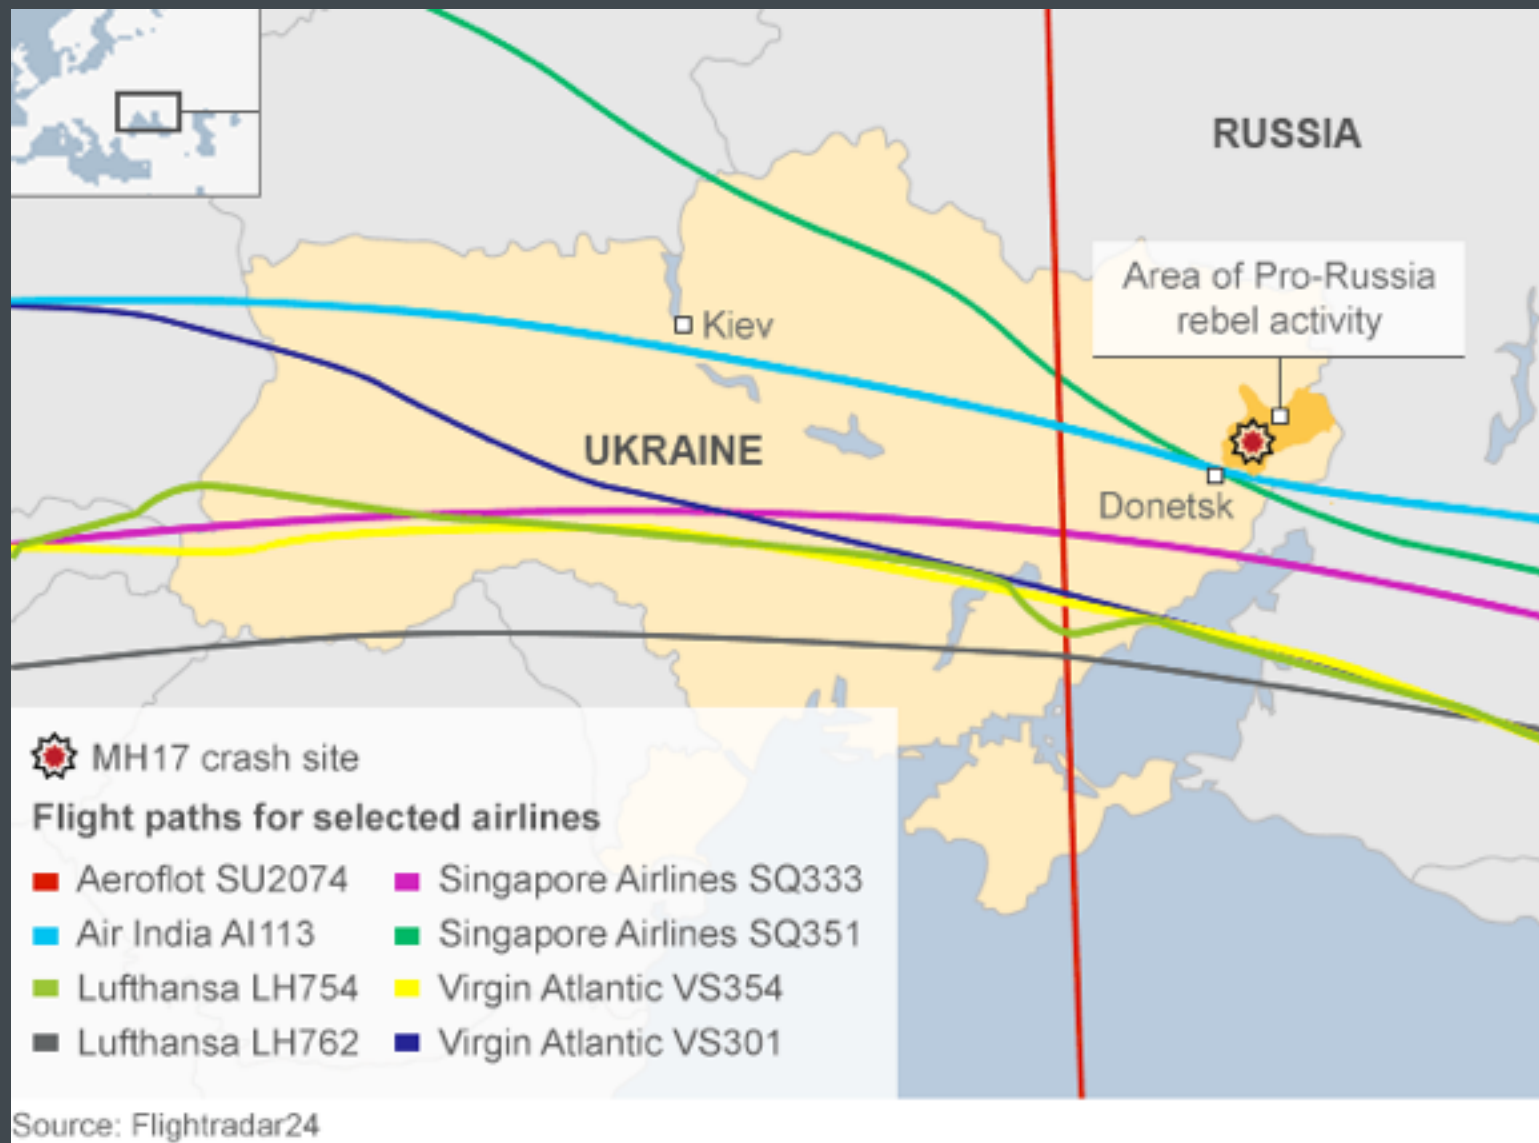 RUSSIA
Area of Pro-Russia
rebel activity
Kiev
UKRAINE
Donetsk
MH17 crash site
Flight paths for selected airlines
Aeroflot SU2074
Singapore Airlines SQ333
Air India AI113
Singapore Airlines SQ351
Lufthansa LH754
Virgin Atlantic VS354
Lufthansa LH762
Virgin Atlantic VS301
Source: Flightradar24